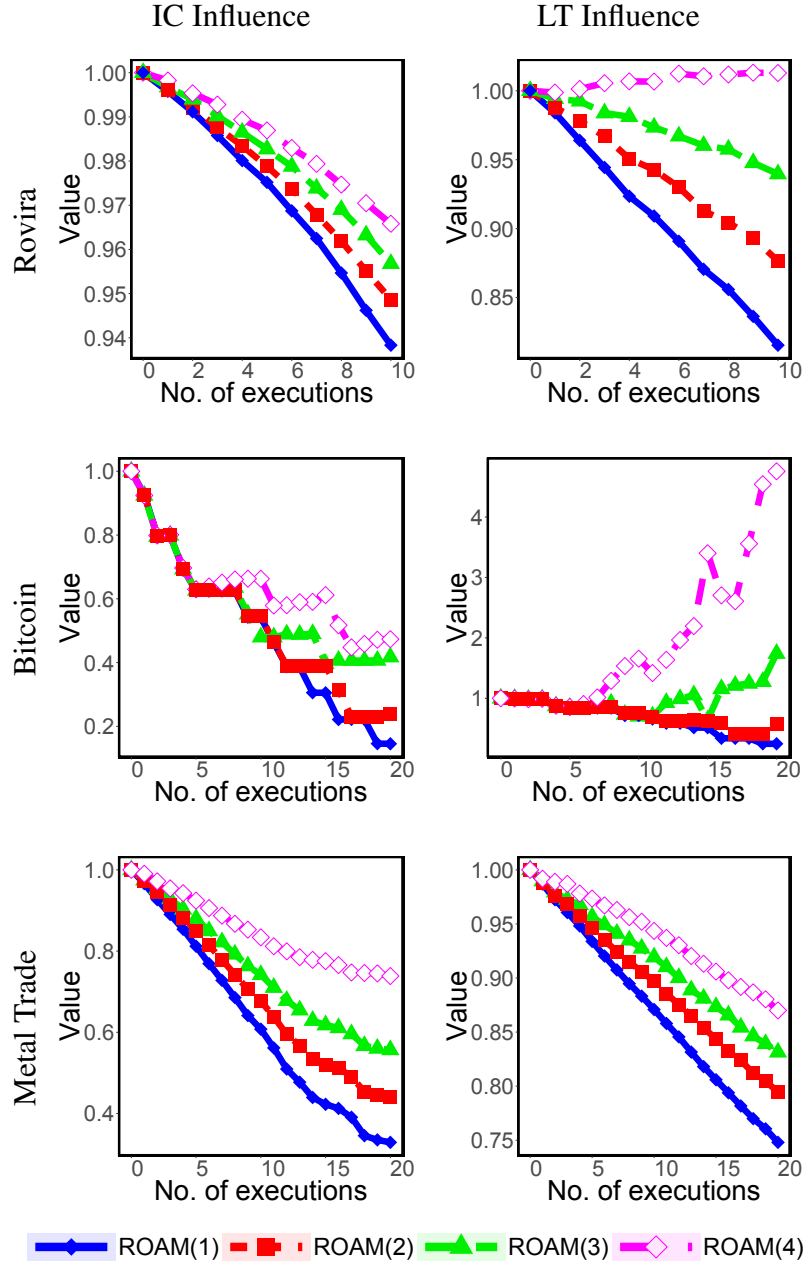 IC Influence
LT Influence
Rovira
Value
1.00
0.99
0.98
0.97
0.96
0.95
0.94
0 2 4 6 8 10
No. of executions
Value
1.00
0.95
0.90
0.85
0 2 4 6 8 10
No. of executions
Bitcoin
Value
1.0
0.8
0.6
0.4
0.2
0 5 10 15 20
No. of executions
Value
4
3
2
1
0 5 10 15 20
No. of executions
Metal Trade
Value
1.0
0.8
0.6
0.4
0 5 10 15 20
No. of executions
Value
1.00
0.95
0.90
0.85
0.80
0.75
0 5 10 15 20
No. of executions
ROAM(1) ROAM(2) ROAM(3) ROAM(4)